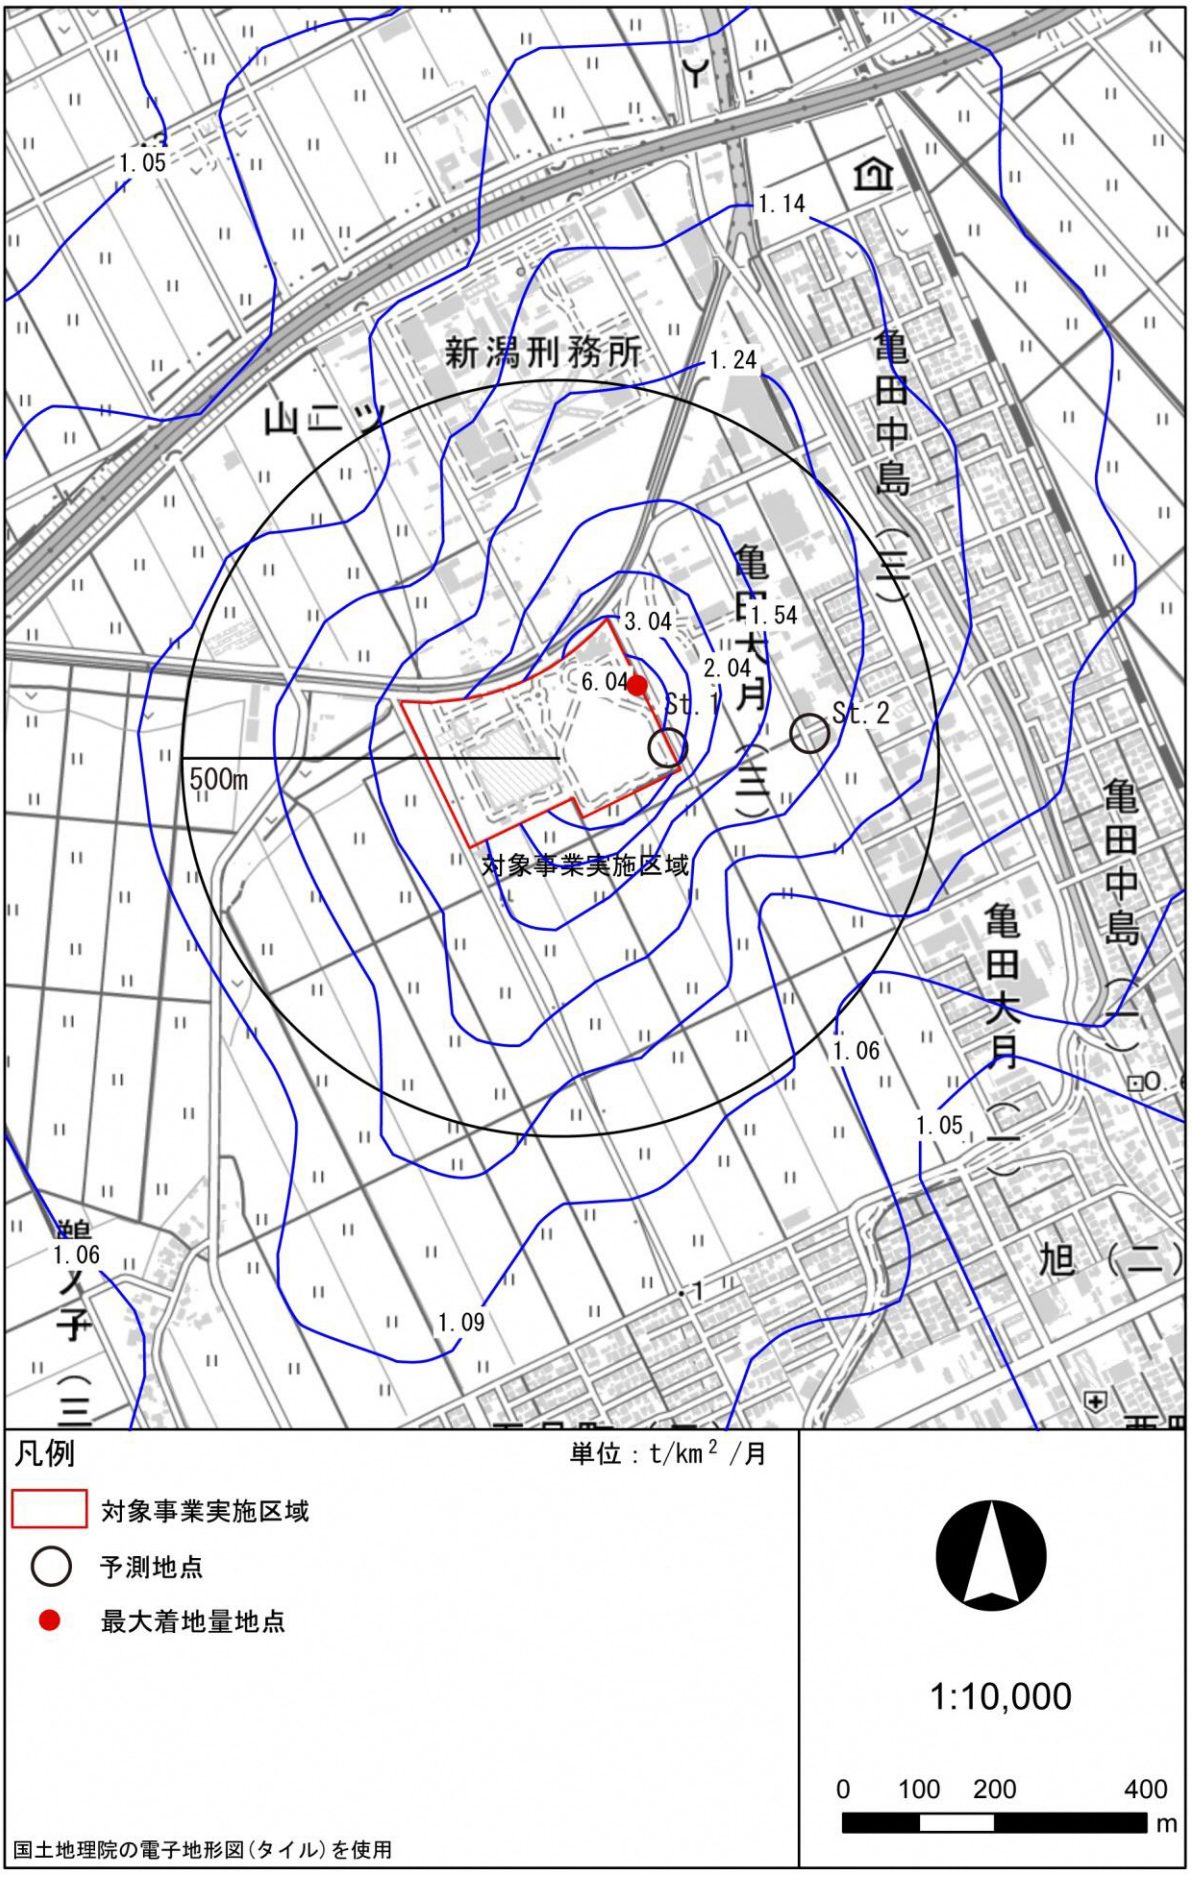 1.05
1.14
新潟刑務所
1.24
山二ツ
亀田中島（三）
亀田大月（三）
1.54
3.04
2.04
6.04
St.1
St.2
500m
対象事業実施区域
亀田中島（一）
亀田大月（一）
1.06
1.05
1.06
1.09
・1
旭（二）
凡例
単位：t/km²/月
対象事業実施区域
予測地点
最大着地量地点
1:10,000
0 100 200 400
m
国土地理院の電子地形図(タイル)を使用